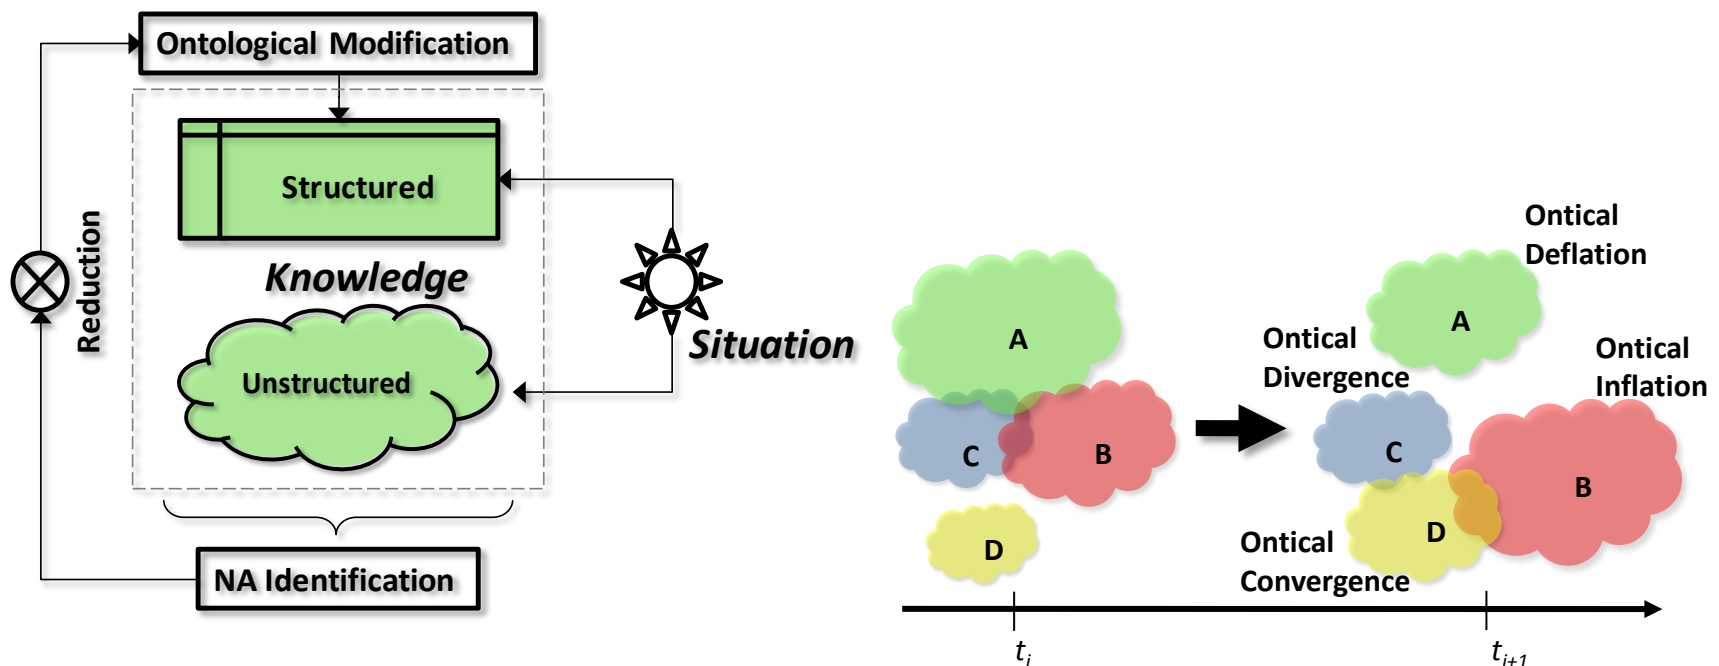 Ontological Modification
Structured
Knowledge
Unstructured
Reduction
NA Identification
Situation
A
C
B
D
t_i
Ontical
Deflation
A
Ontical
Divergence
Ontical
Inflation
C
B
D
Ontical
Convergence
t_{i+1}